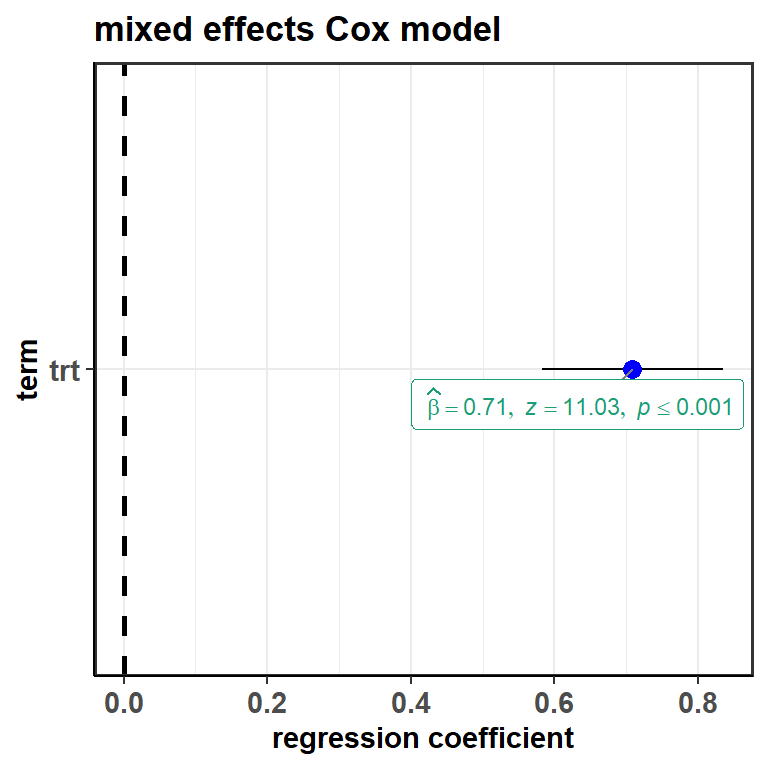 mixed effects Cox model
term
trt
β̂ = 0.71, z = 11.03, p ≤ 0.001
0.0 0.2 0.4 0.6 0.8
regression coefficient